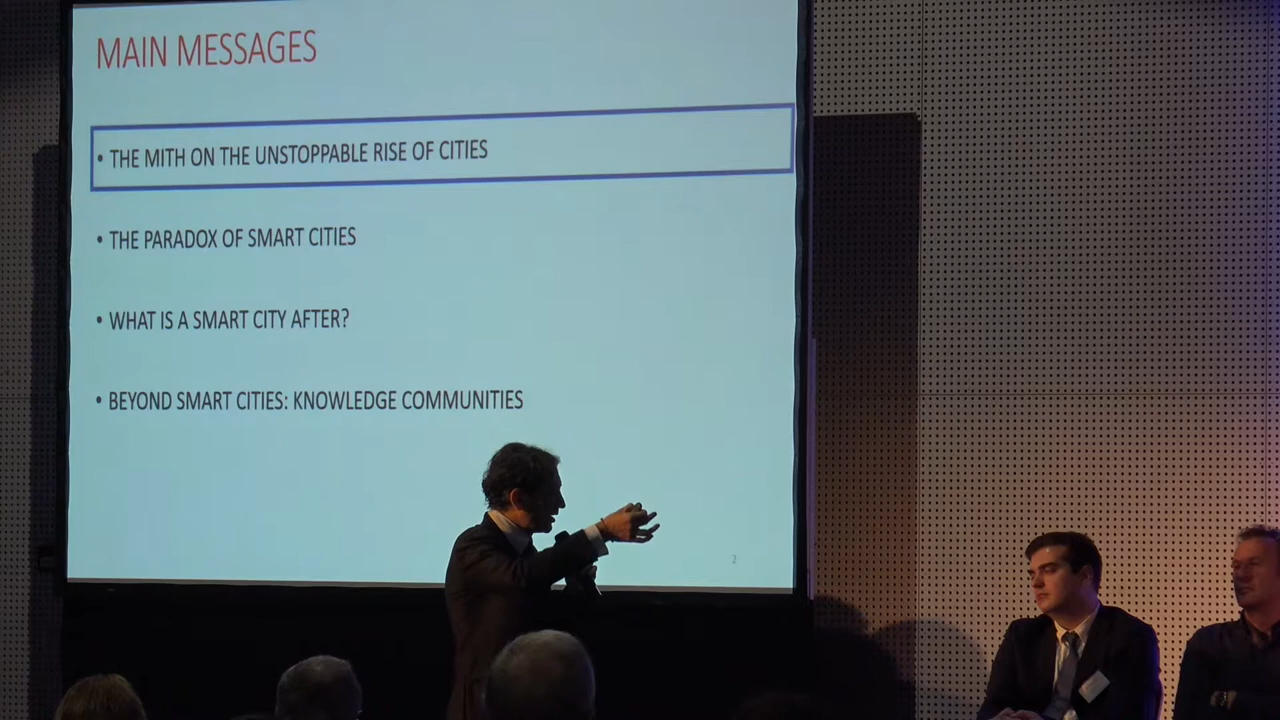 MAIN MESSAGES
• THE MITH ON THE UNSTOPPABLE RISE OF CITIES
• THE PARADOX OF SMART CITIES
• WHAT IS A SMART CITY AFTER?
• BEYOND SMART CITIES: KNOWLEDGE COMMUNITIES
2